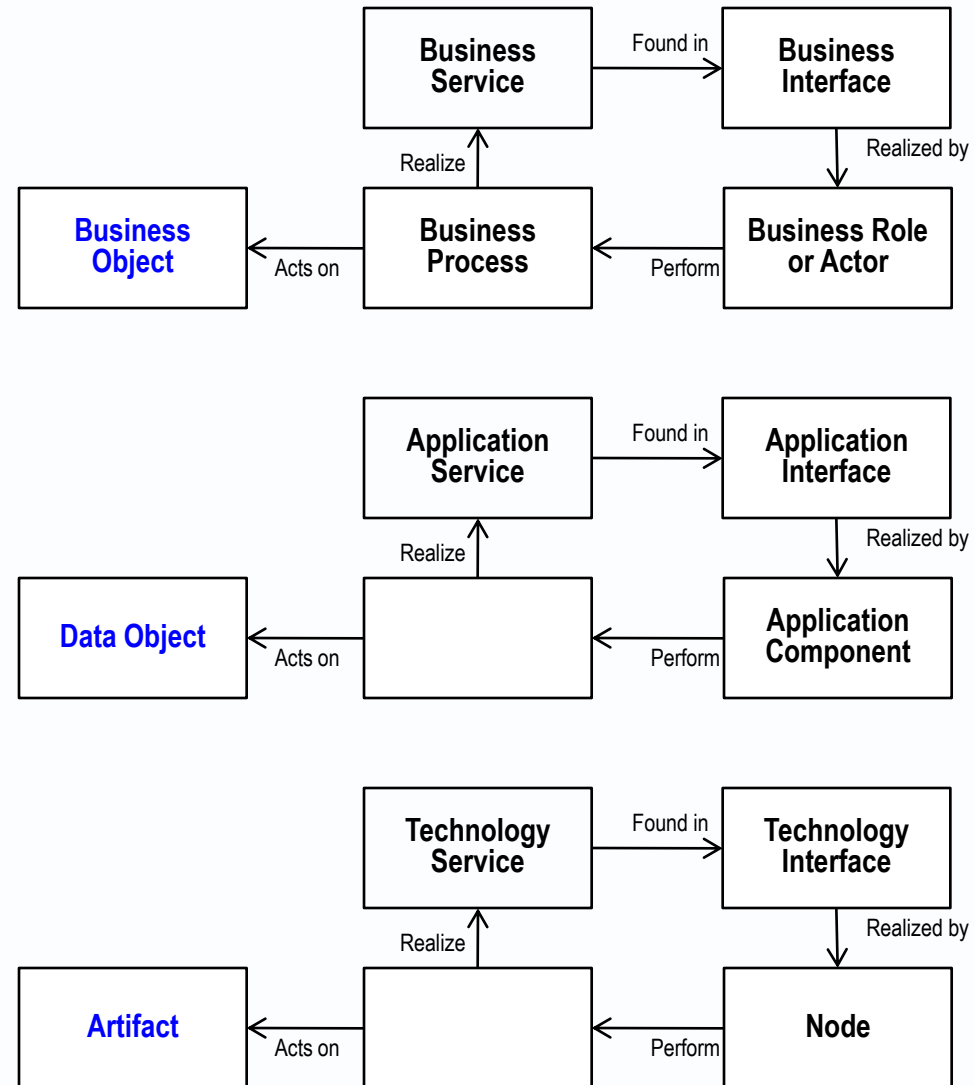 Business
Service
Found in
Business
Interface
Realize
Realized by
Business
Object
Acts on
Business
Process
Perform
Business Role
or Actor
Application
Service
Found in
Application
Interface
Realize
Realized by
Data Object
Acts on
Perform
Application
Component
Technology
Service
Found in
Technology
Interface
Realize
Realized by
Artifact
Acts on
Perform
Node